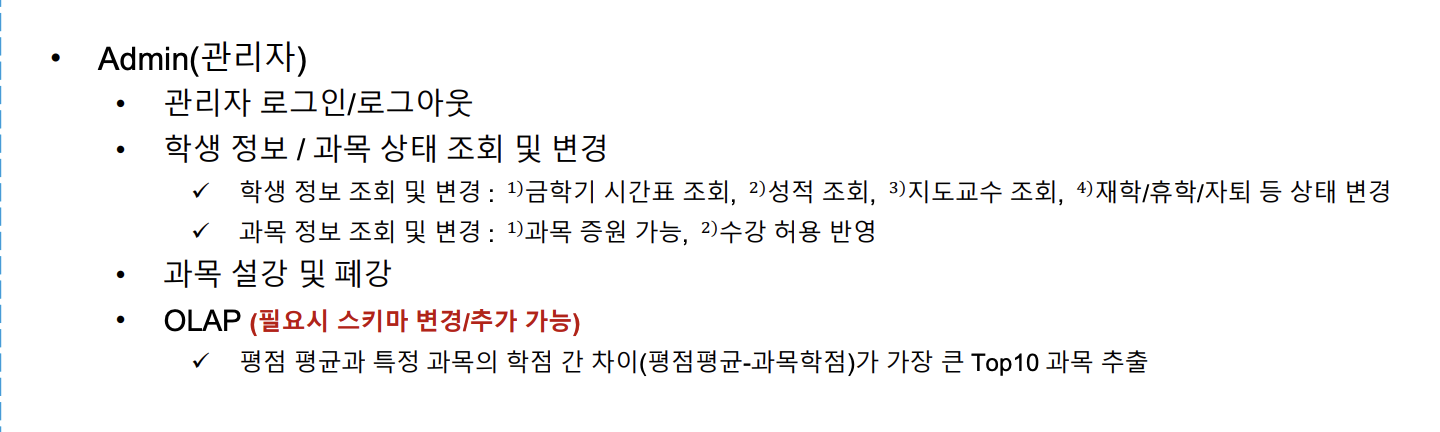 • Admin(관리자)
• 관리자 로그인/로그아웃
• 학생 정보 / 과목 상태 조회 및 변경
✓ 학생 정보 조회 및 변경 : ¹⁾금학기 시간표 조회, ²⁾성적 조회, ³⁾지도교수 조회, ⁴⁾재학/휴학/자퇴 등 상태 변경
✓ 과목 정보 조회 및 변경 : ¹⁾과목 증원 가능, ²⁾수강 허용 반영
• 과목 설강 및 폐강
• OLAP (필요시 스키마 변경/추가 가능)
✓ 평점 평균과 특정 과목의 학점 간 차이(평점평균-과목학점)가 가장 큰 Top10 과목 추출